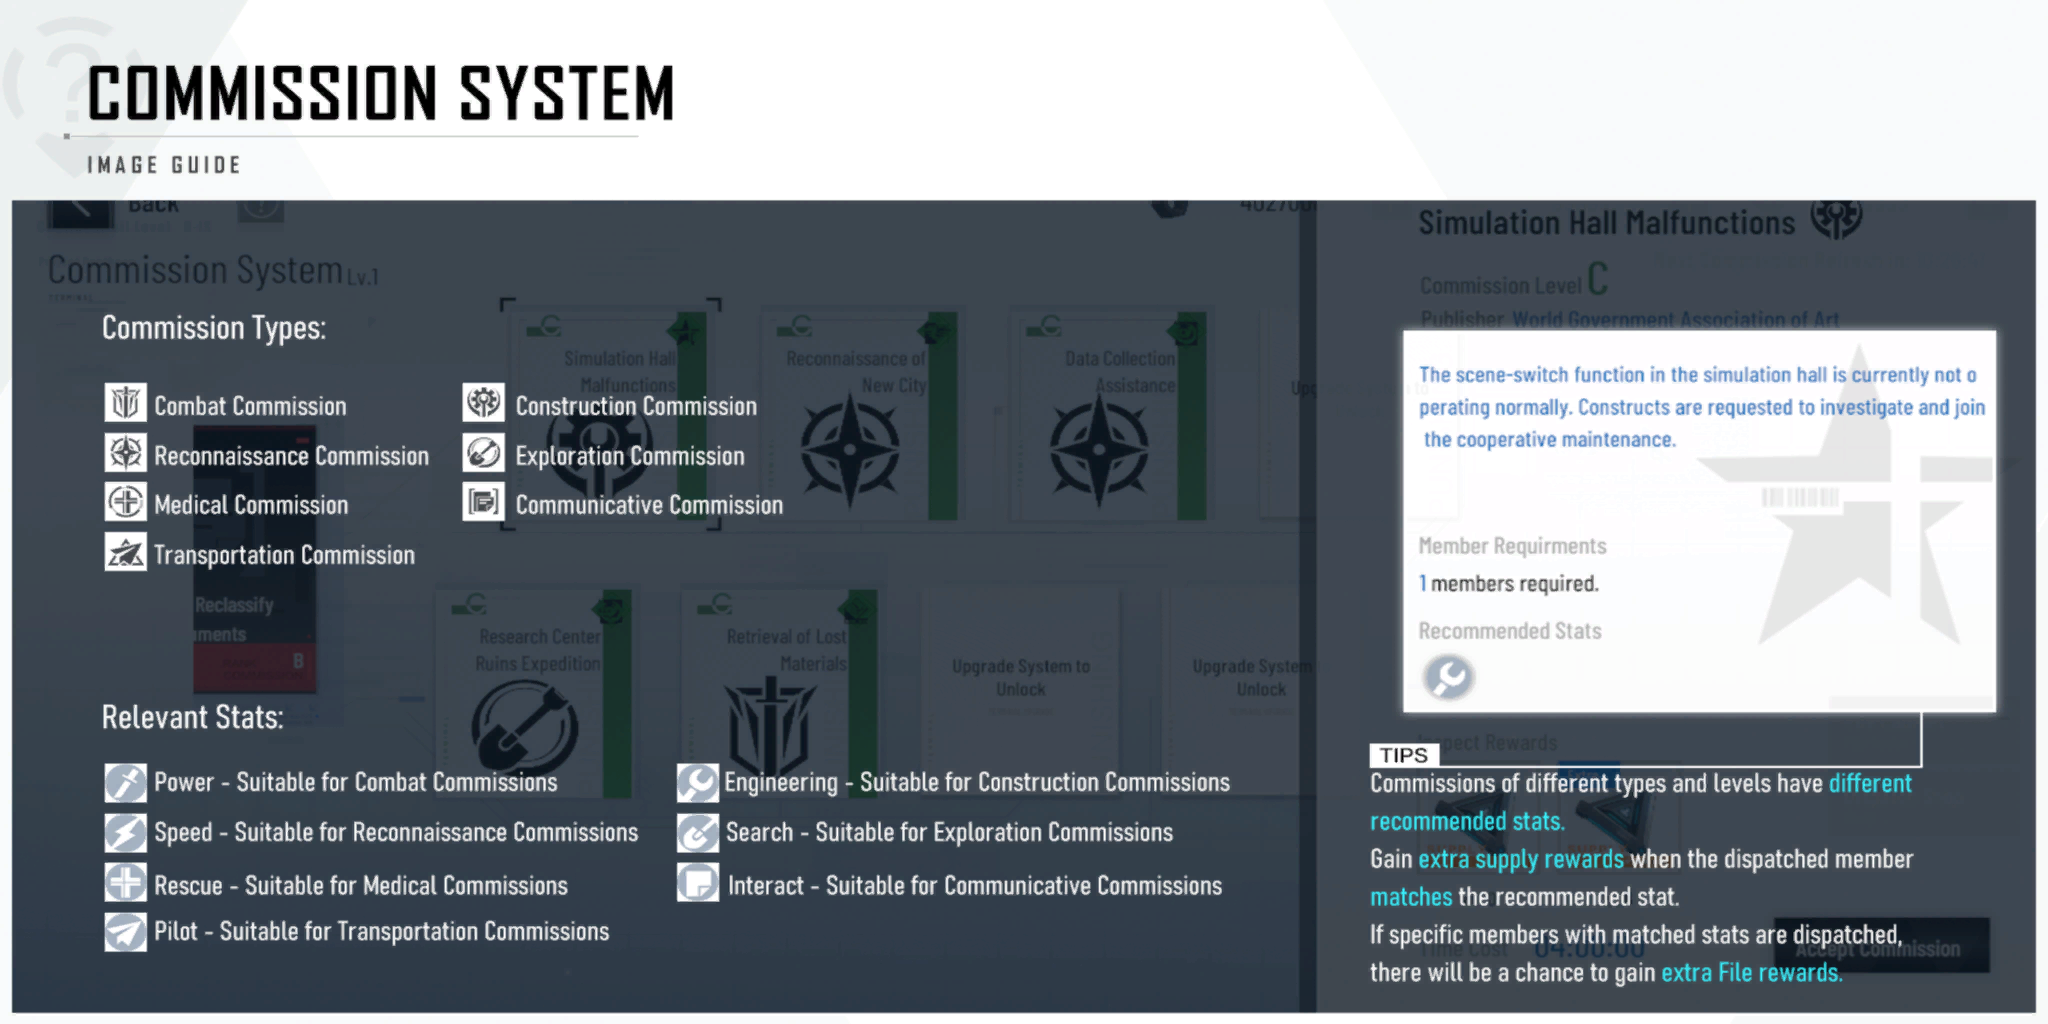 COMMISSION SYSTEM
IMAGE GUIDE
Back
Commission System Lv.1
Commission Types:
Combat Commission
Reconnaissance Commission
Medical Commission
Transportation Commission
Construction Commission
Exploration Commission
Communicative Commission
Simulation Hall
Malfunctions
Reconnaissance of
New City
Data Collection
Assistance
Reclassify
B
Research Center
Ruins Expedition
Retrieval of Lost
Materials
Upgrade System to
Unlock
Upgrade System
Unlock
Relevant Stats:
Power - Suitable for Combat Commissions
Speed - Suitable for Reconnaissance Commissions
Rescue - Suitable for Medical Commissions
Pilot - Suitable for Transportation Commissions
Engineering - Suitable for Construction Commissions
Search - Suitable for Exploration Commissions
Interact - Suitable for Communicative Commissions
Simulation Hall Malfunctions
Commission Level C
Publisher World Government Association of Art
The scene-switch function in the simulation hall is currently not o
perating normally. Constructs are requested to investigate and join
the cooperative maintenance.
Member Requirments
1 members required.
Recommended Stats
Rewards
TIPS
Commissions of different types and levels have different
recommended stats.
Gain extra supply rewards when the dispatched member
matches the recommended stat.
If specific members with matched stats are dispatched,
there will be a chance to gain extra File rewards.
Time Cost 04:00:00
Accept Commission